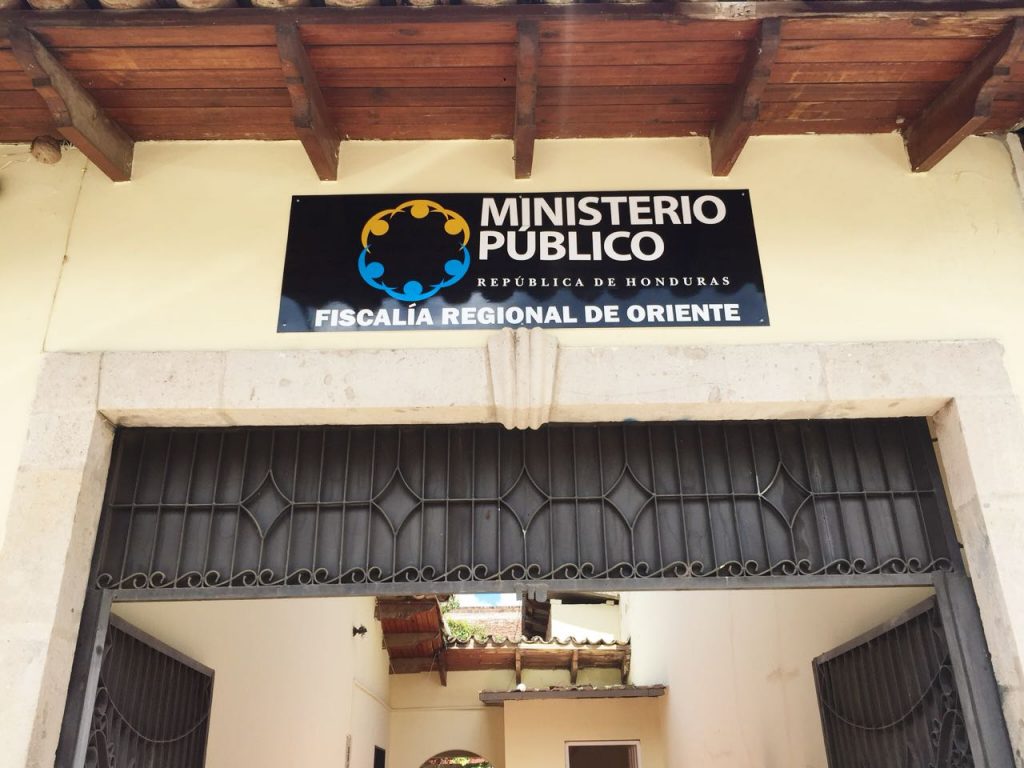 MINISTERIO
PÚBLICO
REPÚBLICA DE HONDURAS
FISCALÍA REGIONAL DE ORIENTE